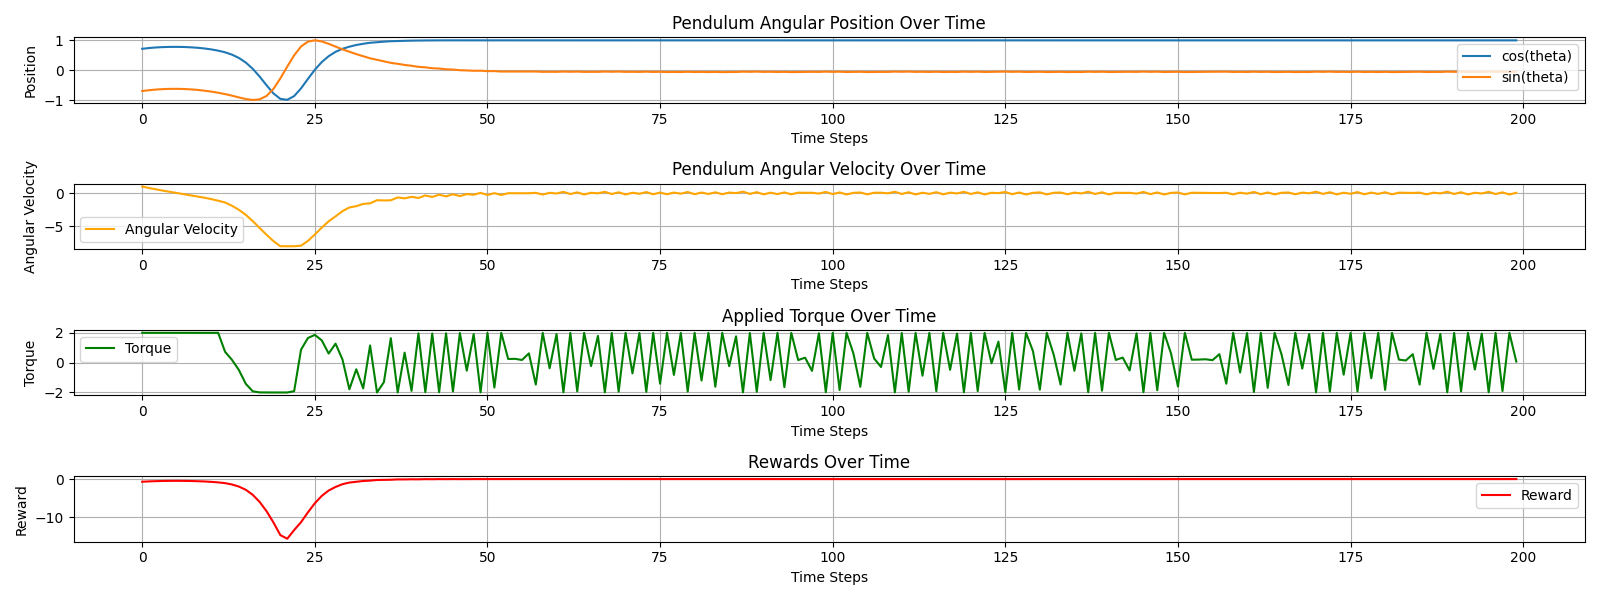 Pendulum Angular Position Over Time
Position
1
0
−1
cos(theta)
sin(theta)
0 25 50 75 100 125 150 175 200
Time Steps
Pendulum Angular Velocity Over Time
Angular Velocity
0
−5
Angular Velocity
0 25 50 75 100 125 150 175 200
Time Steps
Applied Torque Over Time
Torque
2
0
−2
Torque
0 25 50 75 100 125 150 175 200
Time Steps
Rewards Over Time
Reward
0
−10
Reward
0 25 50 75 100 125 150 175 200
Time Steps